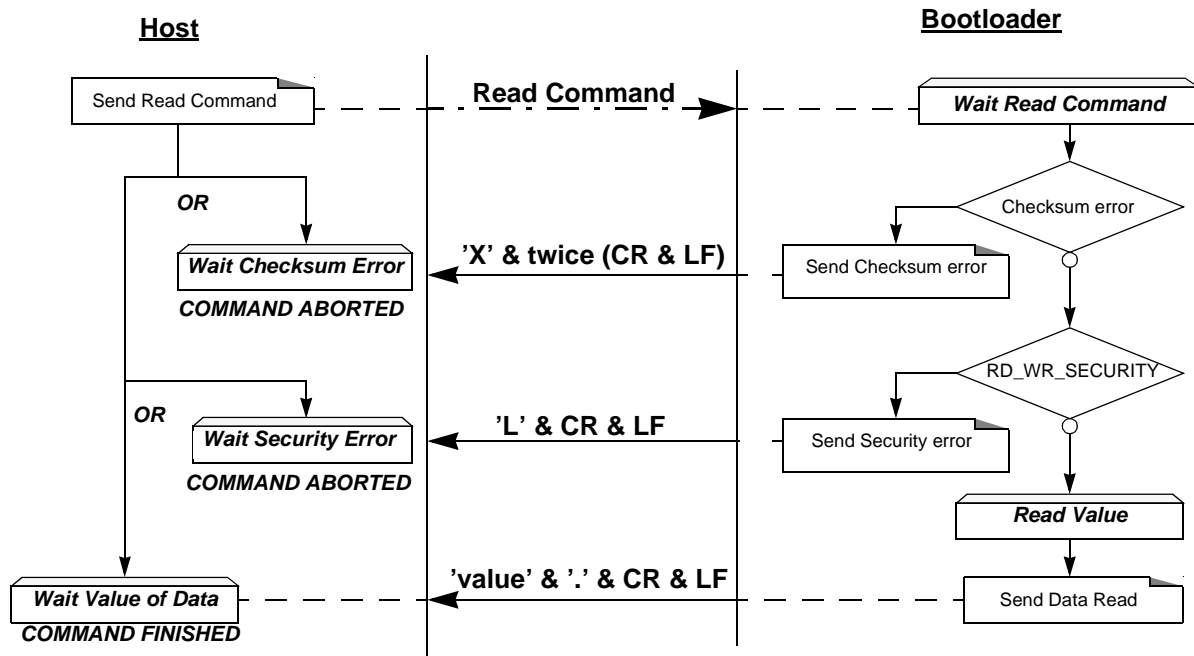 Host
Bootloader
Send Read Command
Read Command
Wait Read Command
OR
Checksum error
Wait Checksum Error
’X’ & twice (CR & LF)
Send Checksum error
COMMAND ABORTED
RD_WR_SECURITY
OR
Wait Security Error
’L’ & CR & LF
Send Security error
COMMAND ABORTED
Read Value
’value’ & ’.’ & CR & LF
Wait Value of Data
Send Data Read
COMMAND FINISHED